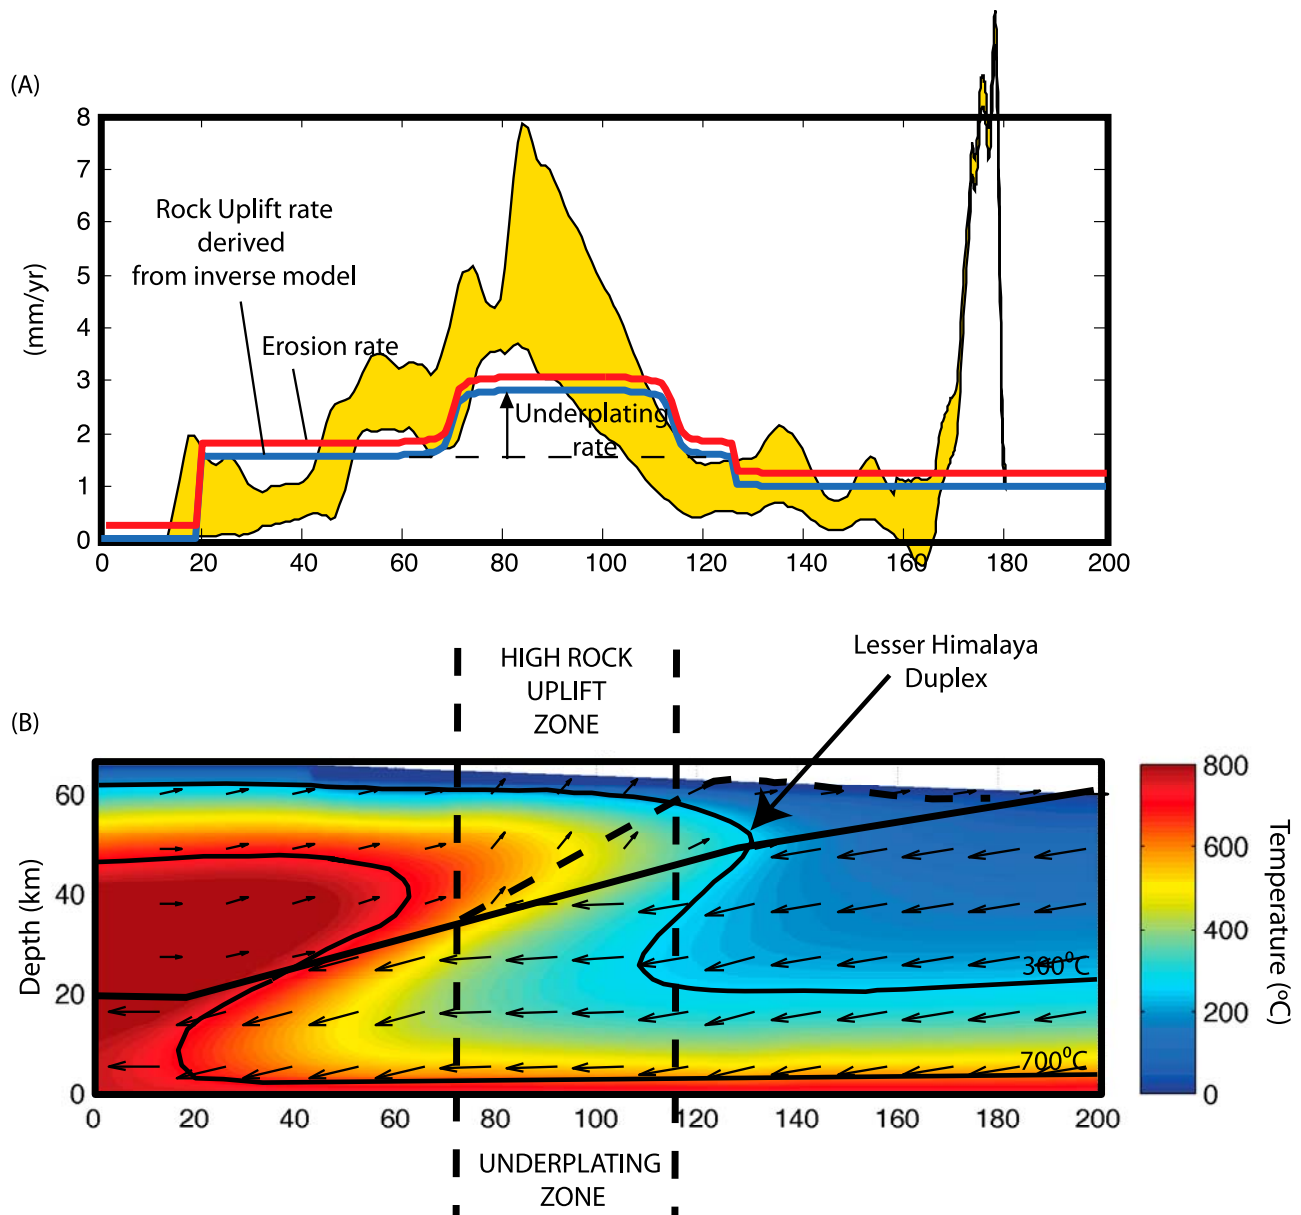 (A)
8
7
6
5
4
3
2
1
0
(mm/yr)
Rock Uplift rate
derived
from inverse model
Erosion rate
Underplating
rate
0 20 40 60 80 100 120 140 160 180 200
HIGH ROCK
UPLIFT
ZONE
Lesser Himalaya
Duplex
(B)
60
40
20
0
Depth (km)
300⁰C
700⁰C
0 20 40 60 80 100 120 140 160 180 200
800
600
400
200
0
Temperature (ºC)
UNDERPLATING
ZONE